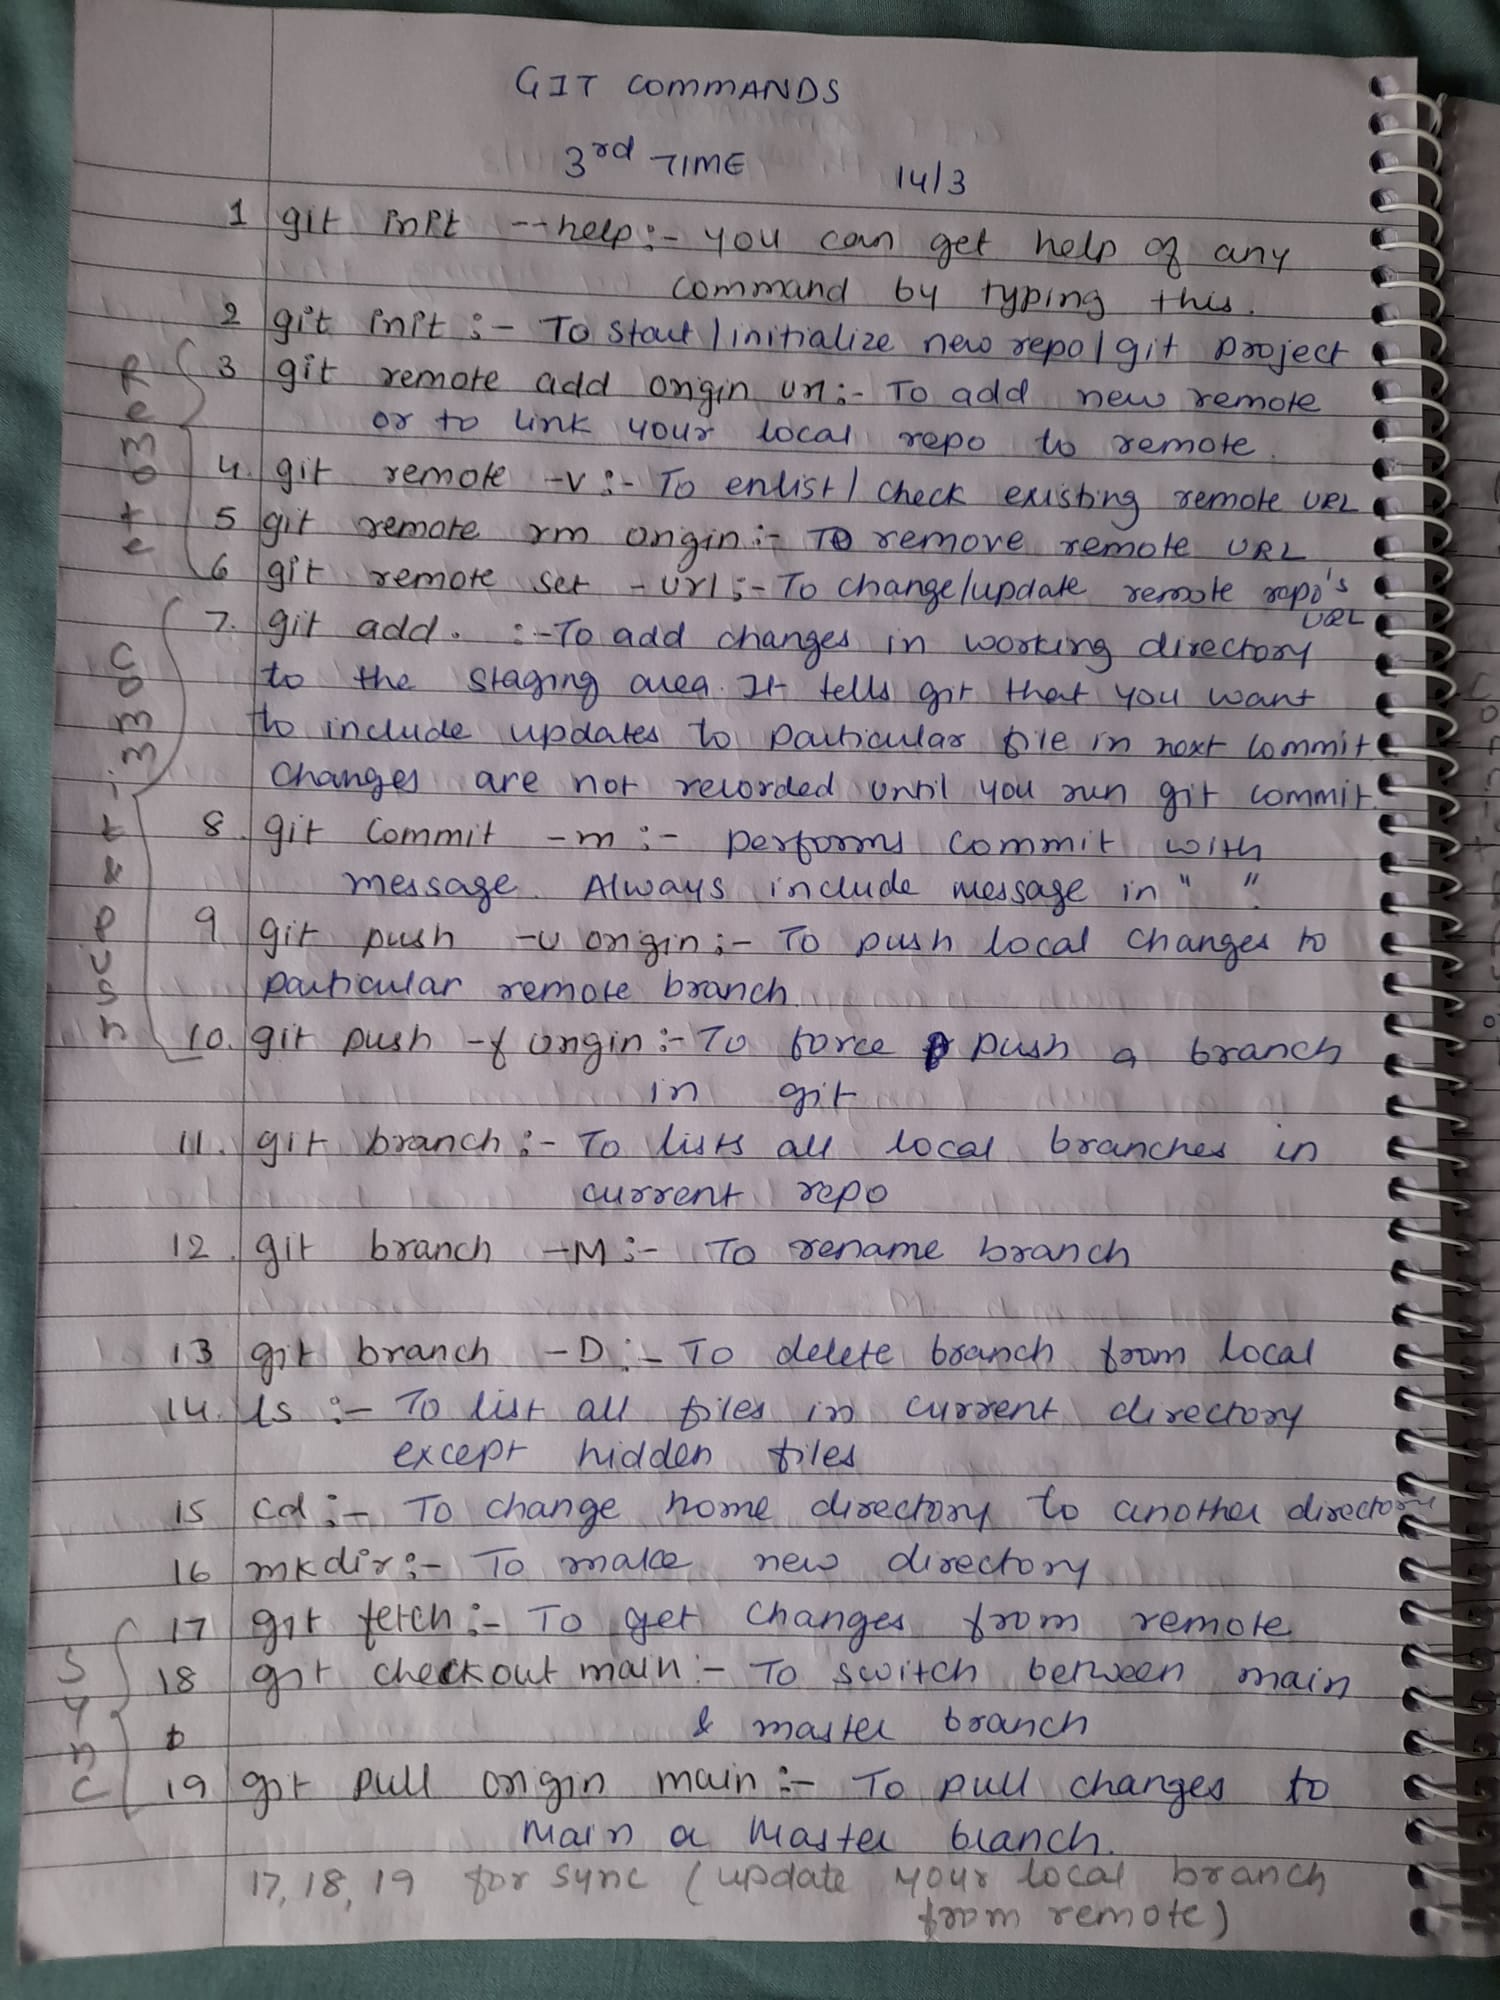 GIT COMMANDS
3rd TIME 14/3
1 git init --help:- you can get help of any
command by typing this.
2 git init :- To start/initialize new repo/git project
3 git remote add origin url:- To add new remote
or to link your local repo to remote.
4. git remote -v :- To enlist/check existing remote URL
5 git remote rm origin :- To remove remote URL
6 git remote set -url :- To change/update remote repo's
URL
7. git add . :- To add changes in working directory
to the staging area. It tells git that you want
to include updates to particular file in next commit
changes are not recorded until you run git commit.
8. git commit -m :- performs commit with
message. Always include message in " ".
9 git push -u origin :- To push local changes to
particular remote branch.
10. git push -f origin :- To force push a branch
in git
11. git branch :- To lists all local branches in
current repo
12. git branch -M :- To rename branch
13 git branch -D :- To delete branch from local
14. ls :- To list all files in current directory
except hidden files
15 cd :- To change home directory to another directory
16 mkdir :- To make new directory
17 git fetch :- To get changes from remote
18 git checkout main :- To switch between main
& master branch
19 git pull origin main :- To pull changes to
main or master branch.
17, 18, 19 for sync (update your local branch
from remote)
Remote
Commit & push
Sync